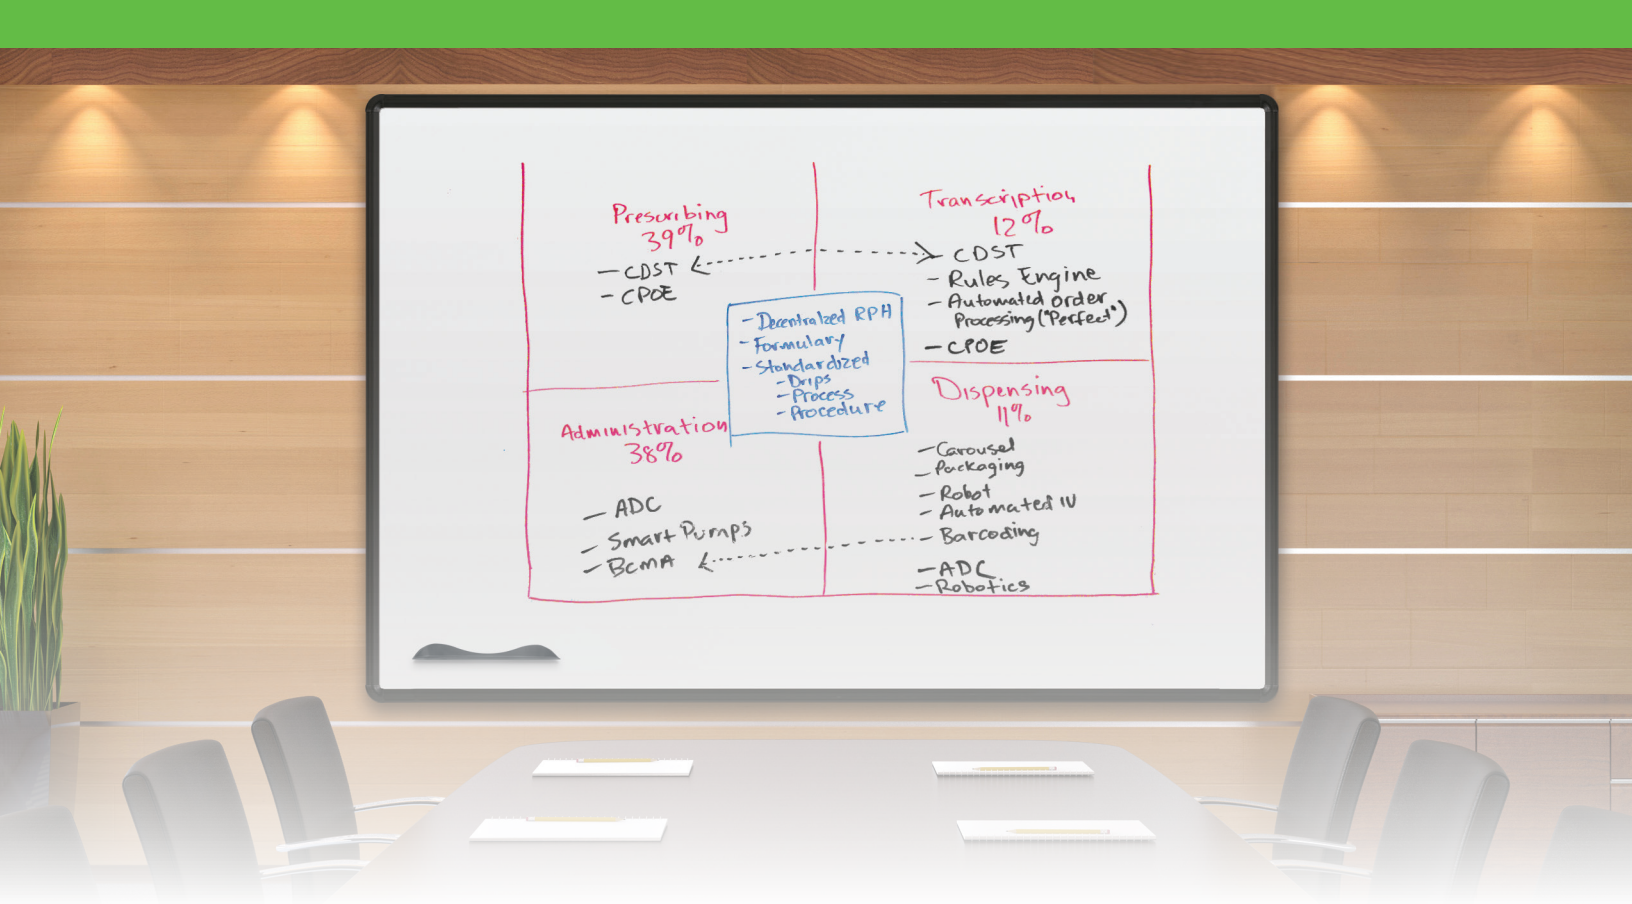 Prescribing
39%
- CDST
- CPOE
Transcription
12%
- CDST
- Rules Engine
- Automated Order
Processing ("Perfect")
- CPOE
- Decentralized RPH
- Formulary
- Standardized
- Drips
- Process
- Procedure
Administration
38%
- ADC
- Smart Pumps
- BCMA
Dispensing
11%
- Carousel
- Packaging
- Robot
- Automated IV
- Barcoding
- ADC
- Robotics